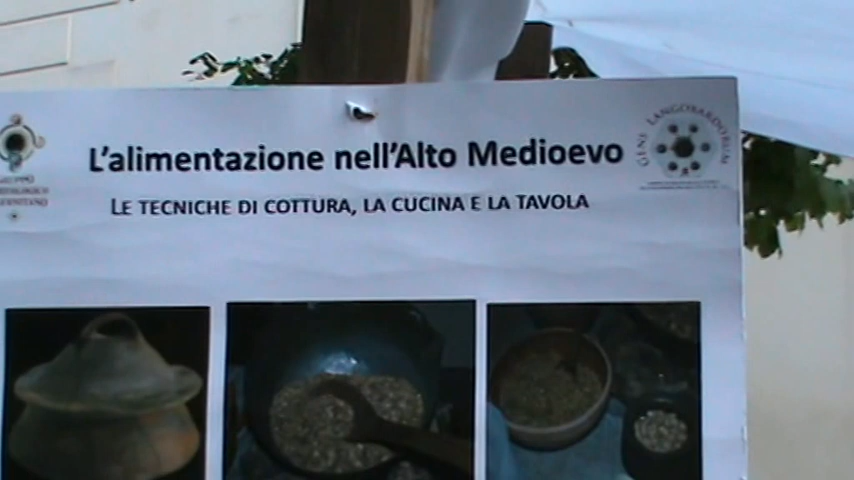 L'alimentazione nell'Alto Medioevo
LE TECNICHE DI COTTURA, LA CUCINA E LA TAVOLA
GENS LANGOBARDORUM